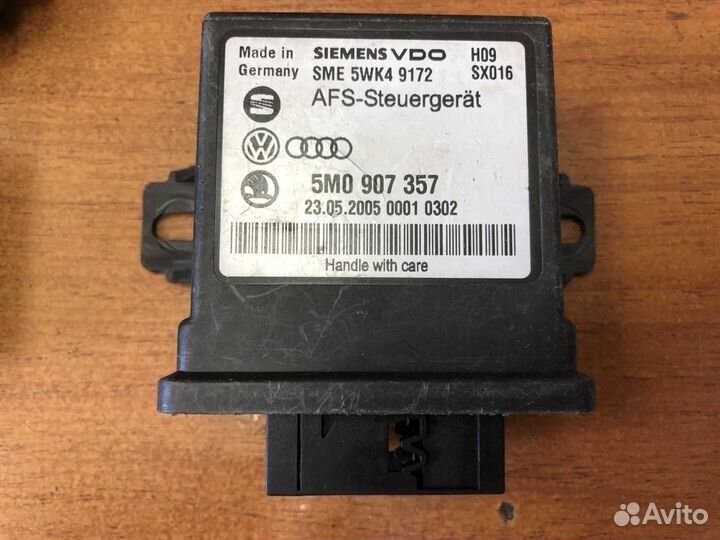 Made in Germany
SIEMENS VDO H09
SME 5WK4 9172 SX016
AFS-Steuergerät
5M0 907 357
23.05.2005 0001 0302
Handle with care
Avito